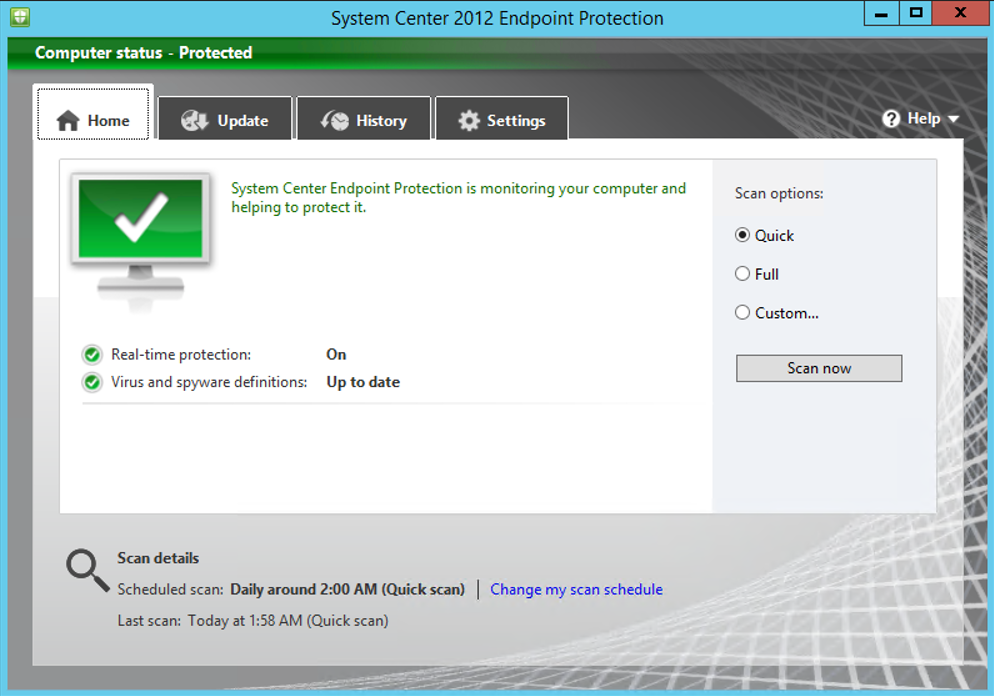 System Center 2012 Endpoint Protection
Computer status - Protected
Home
Update
History
Settings
Help
System Center Endpoint Protection is monitoring your computer and
helping to protect it.
Scan options:
Quick
Full
Custom...
Scan now
Real-time protection: On
Virus and spyware definitions: Up to date
Scan details
Scheduled scan: Daily around 2:00 AM (Quick scan) | Change my scan schedule
Last scan: Today at 1:58 AM (Quick scan)